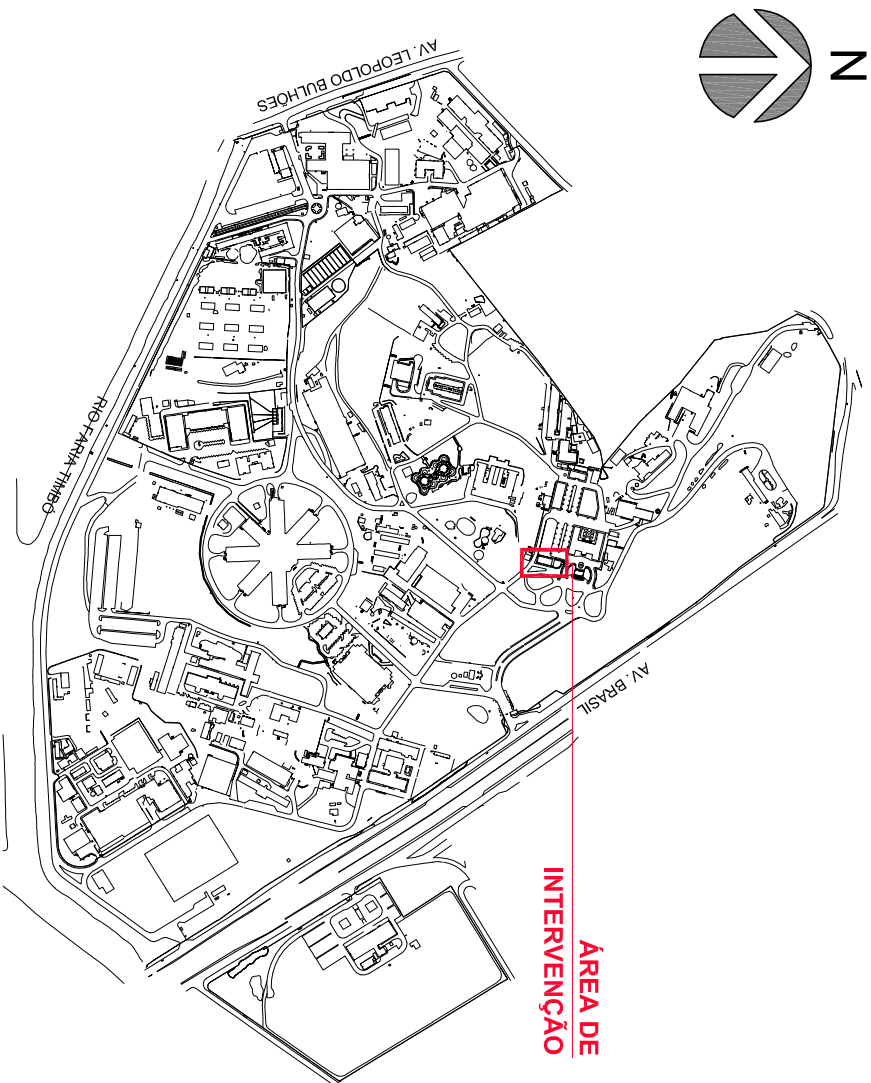 N
AV. LEOPOLDO BULHÕES
RIO FARIA TIMBÓ
AV. BRASIL
ÁREA DE
INTERVENÇÃO